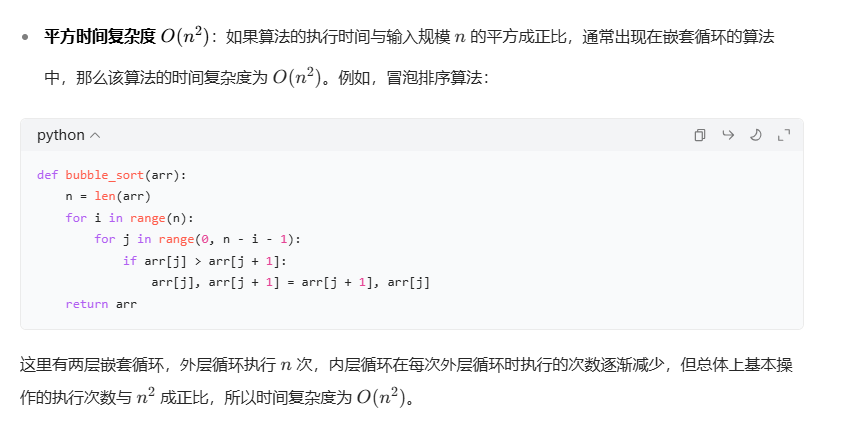 平方时间复杂度 O(n²)：如果算法的执行时间与输入规模 n 的平方成正比，通常出现在嵌套循环的算法
中，那么该算法的时间复杂度为 O(n²)。例如，冒泡排序算法：
python
def bubble_sort(arr):
    n = len(arr)
    for i in range(n):
        for j in range(0, n - i - 1):
            if arr[j] > arr[j + 1]:
                arr[j], arr[j + 1] = arr[j + 1], arr[j]
    return arr
这里有两层嵌套循环，外层循环执行 n 次，内层循环在每次外层循环时执行的次数逐渐减少，但总体上基本操
作的执行次数与 n² 成正比，所以时间复杂度为 O(n²)。